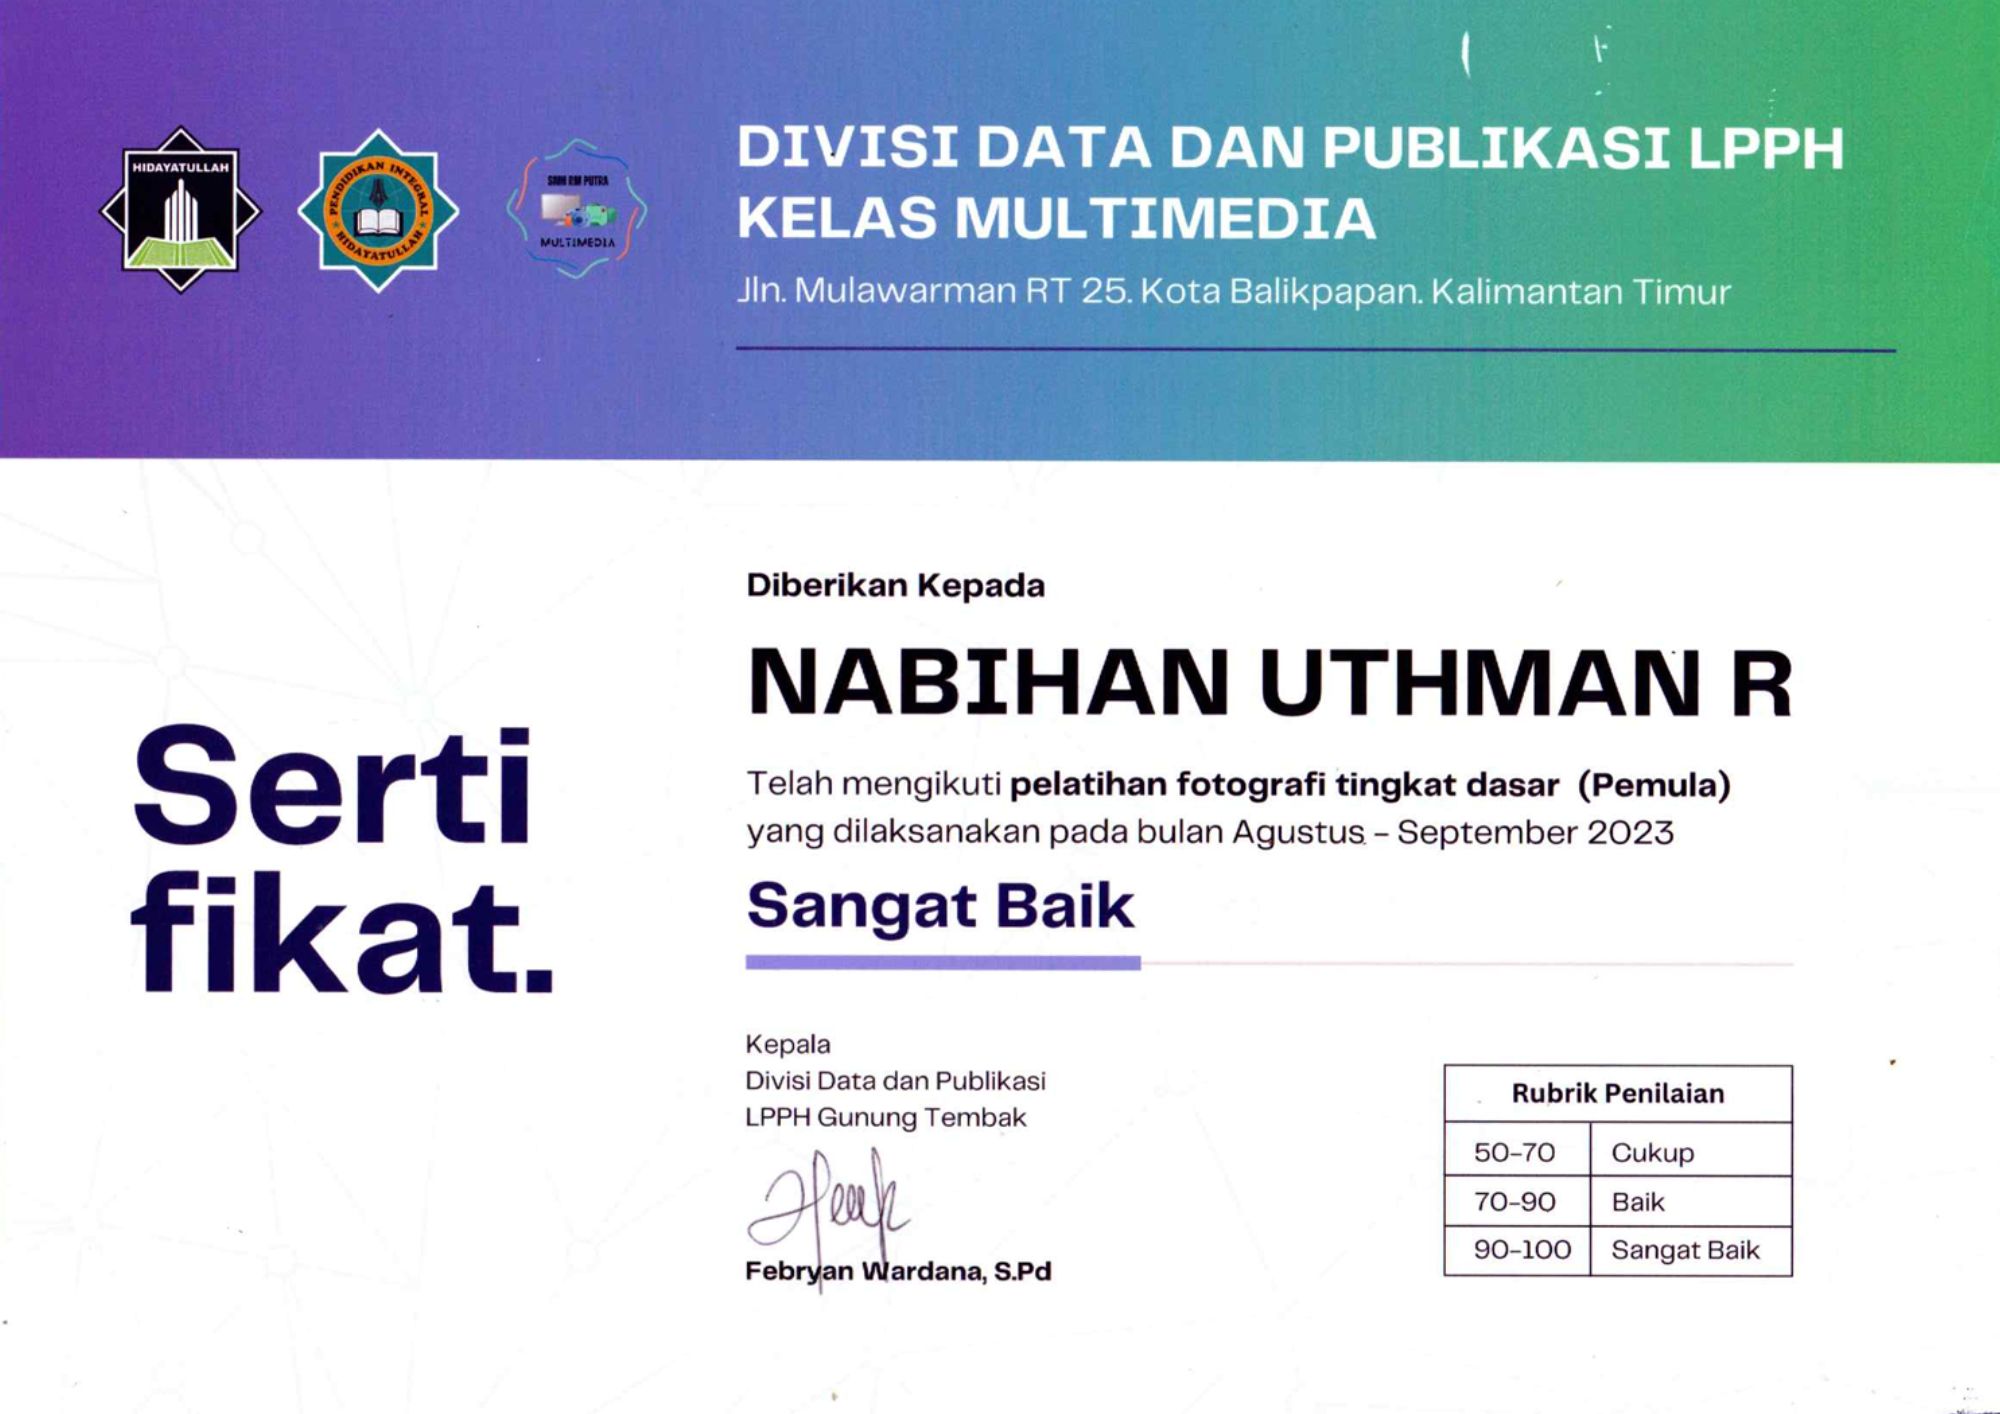 HIDAYATULLAH
PENDIDIKAN INTEGRAL
HIDAYATULLAH
PUTRA
MULTIMEDIA
DIVISI DATA DAN PUBLIKASI LPPH
KELAS MULTIMEDIA
Jln. Mulawarman RT 25. Kota Balikpapan. Kalimantan Timur
Serti
fikat.
Diberikan Kepada
NABIHAN UTHMAN R
Telah mengikuti pelatihan fotografi tingkat dasar (Pemula)
yang dilaksanakan pada bulan Agustus - September 2023
Sangat Baik
Kepala
Divisi Data dan Publikasi
LPPH Gunung Tembak
Febryan Wardana, S.Pd
Rubrik Penilaian
50-70 Cukup
70-90 Baik
90-100 Sangat Baik